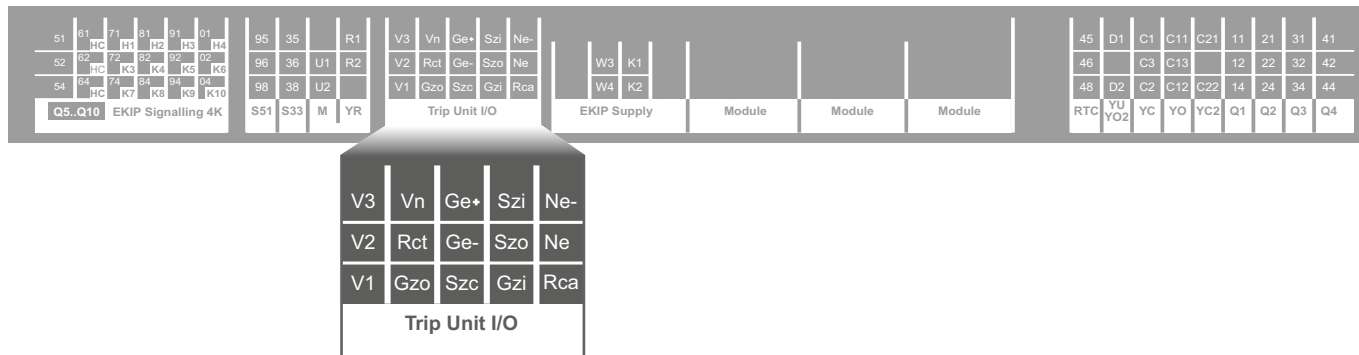 51 61 HC 71 H1 81 H2 91 H3 01 H4 95 35 R1 V3 Vn Ge+ Szi Ne- 45 D1 C1 C11 C21 11 21 31 41
52 62 HC 72 K3 82 K4 92 K5 02 K6 96 36 U1 R2 V2 Rct Ge- Szo Ne W3 K1 46 C3 C13 12 22 32 42
54 64 HC 74 K7 84 K8 94 K9 04 K10 98 38 U2 V1 Gzo Szc Gzi Rca W4 K2 48 D2 C2 C12 C22 14 24 34 44
Q5..Q10 EKIP Signalling 4K S51 S33 M YR Trip Unit I/O EKIP Supply Module Module Module RTC YU YO2 YC YO YC2 Q1 Q2 Q3 Q4
V3 Vn Ge+ Szi Ne-
V2 Rct Ge- Szo Ne
V1 Gzo Szc Gzi Rca
Trip Unit I/O